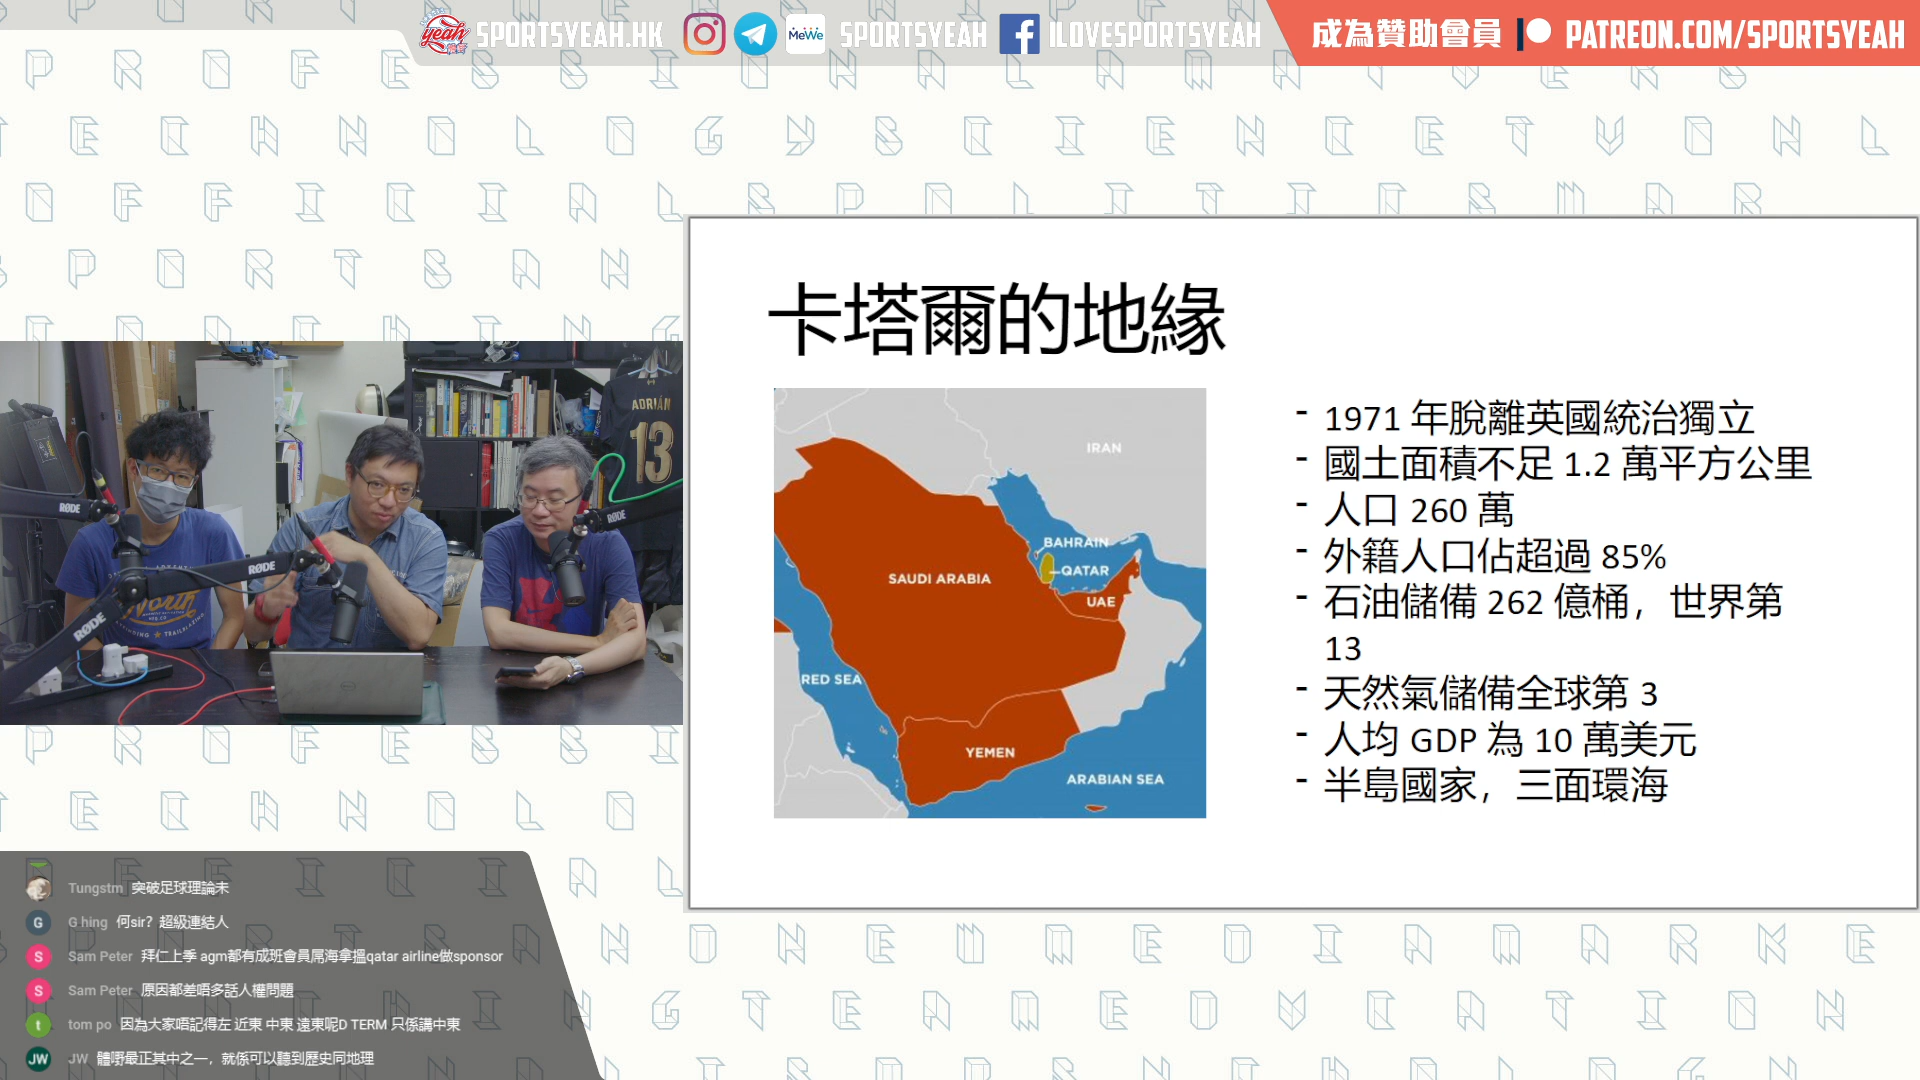 yeah
SPORTSYEAH.HK
MeWe
SPORTSYEAH
ILOVESPORTSYEAH
成為贊助會員
PATREON.COM/SPORTSYEAH
卡塔爾的地緣
IRAN
BAHRAIN
QATAR
SAUDI ARABIA
UAE
RED SEA
YEMEN
ARABIAN SEA
- 1971 年脫離英國統治獨立
- 國土面積不足 1.2 萬平方公里
- 人口 260 萬
- 外籍人口佔超過 85%
- 石油儲備 262 億桶，世界第
13
- 天然氣儲備全球第 3
- 人均 GDP 為 10 萬美元
- 半島國家，三面環海
ADRIÁN
13
RØDE
RØDE
RØDE
RØDE
North
Tungstm 突破足球理論未
G G hing 何sir？超級連結人
S Sam Peter 拜仁上季 agm都有成班會員屌海拿搵qatar airline做sponsor
S Sam Peter 原因都差唔多話人權問題
t tom po 因為大家唔記得左 近東 中東 遠東呢D TERM 只係講中東
JW JW 體嘢最正其中之一，就係可以聽到歷史同地理